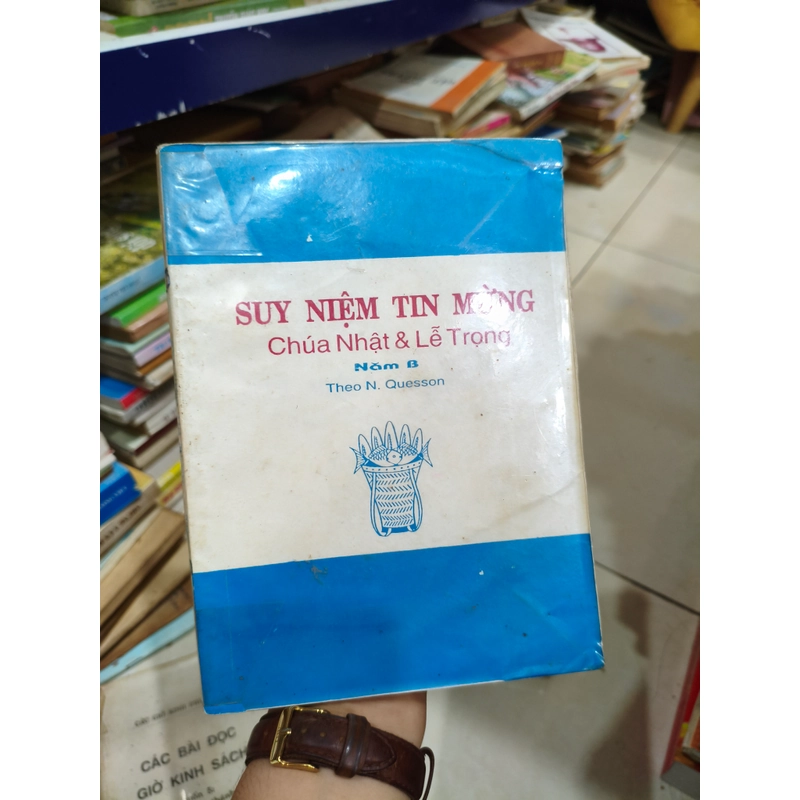 SUY NIỆM TIN MỪNG
Chúa Nhật & Lễ Trọng
Năm B
Theo N. Quesson
CÁC BÀI ĐỌC
GIỜ KINH SÁCH